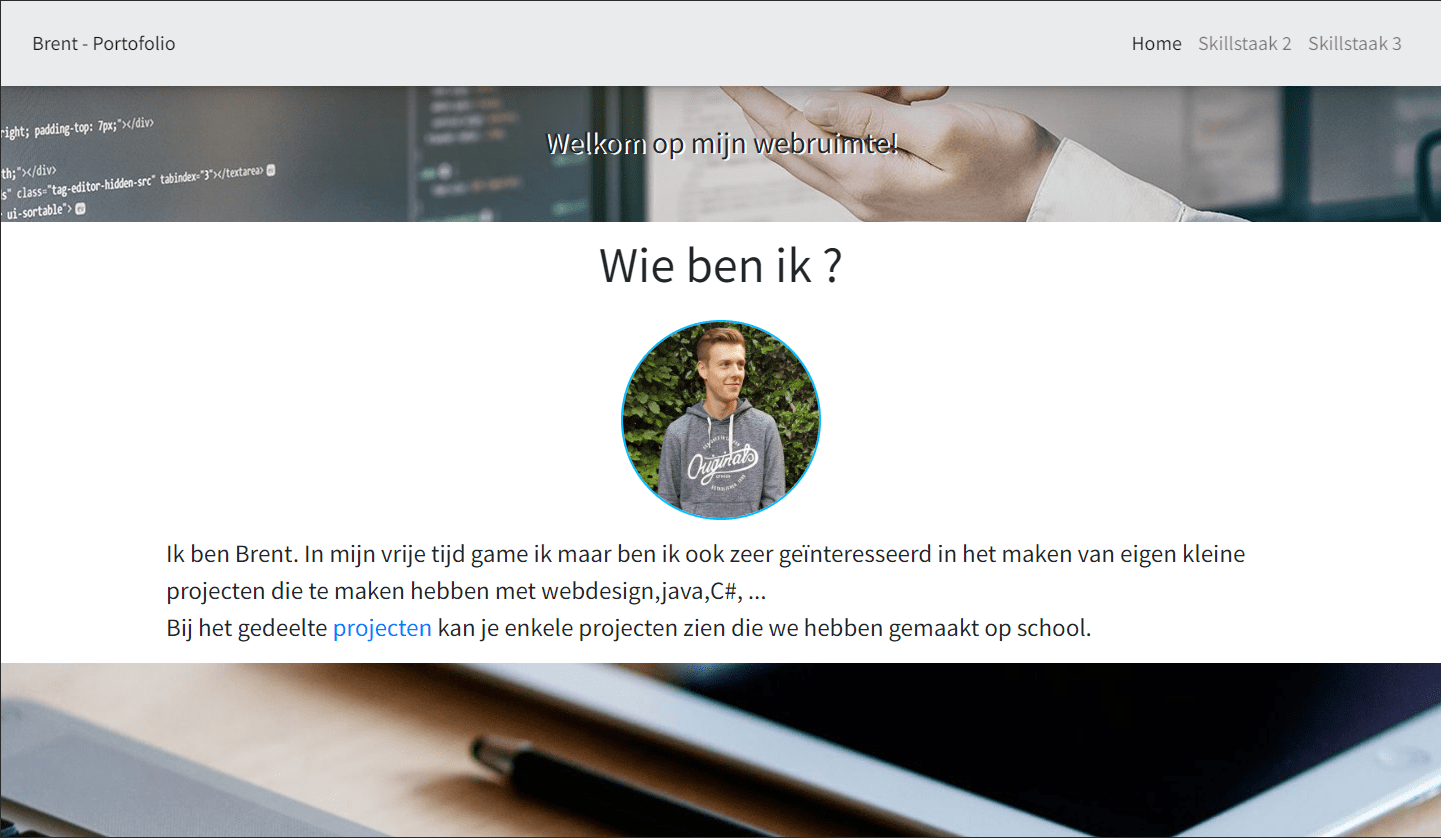 Brent - Portofolio
Home Skillstaak 2 Skillstaak 3
right; padding-top: 7px;"></div>
th;"></div>
s" class="tag-editor-hidden-src" tabindex="3"></textarea>
ui-sortable">
Welkom op mijn webruimte!
Wie ben ik ?
Originals
Ik ben Brent. In mijn vrije tijd game ik maar ben ik ook zeer geïnteresseerd in het maken van eigen kleine
projecten die te maken hebben met webdesign,java,C#, ...
Bij het gedeelte projecten kan je enkele projecten zien die we hebben gemaakt op school.